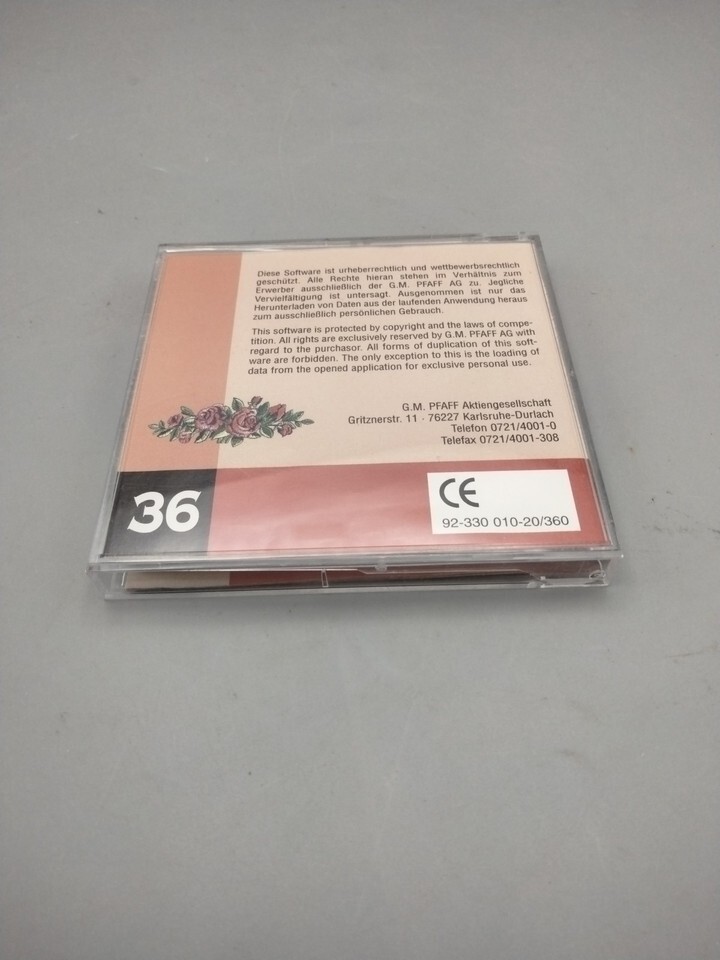 Diese Software ist urheberrechtlich und wettbewerbsrechtlich
geschützt. Alle Rechte hieran stehen im Verhältnis zum
Erwerber ausschließlich der G.M. PFAFF AG zu. Jegliche
Vervielfältigung ist untersagt. Ausgenommen ist nur das
Herunterladen von Daten aus der laufenden Anwendung heraus
zum ausschließlich persönlichen Gebrauch.
This software is protected by copyright and the laws of compe-
tition. All rights are exclusively reserved by G.M. PFAFF AG with
regard to the purchasor. All forms of duplication of this soft-
ware are forbidden. The only exception to this is the loading of
data from the opened application for exclusive personal use.
G.M. PFAFF Aktiengesellschaft
Gritznerstr. 11 · 76227 Karlsruhe-Durlach
Telefon 0721/4001-0
Telefax 0721/4001-308
36
CE
92-330 010-20/360